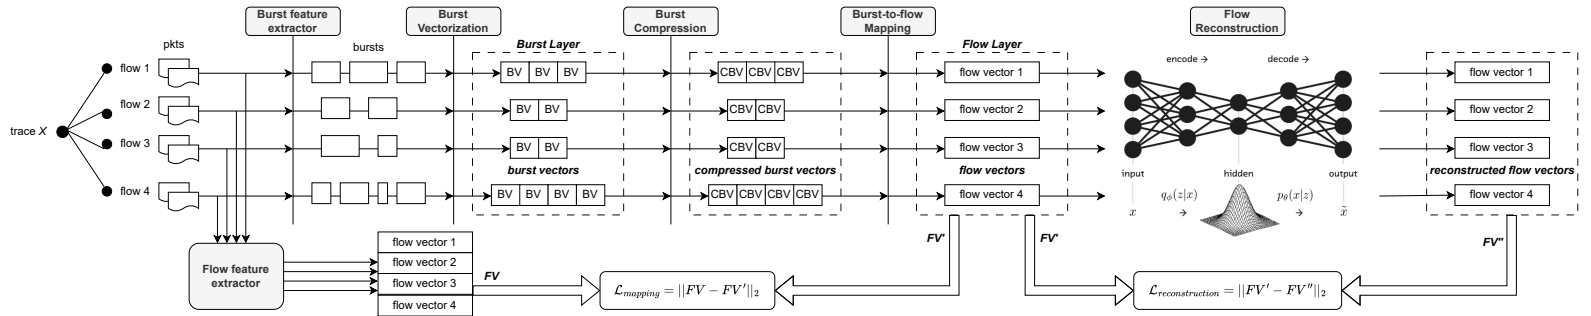 Burst feature
extractor
Burst
Vectorization
Burst
Compression
Burst-to-flow
Mapping
Flow
Reconstruction
pkts
bursts
Burst Layer
Flow Layer
encode →
decode →
trace X
flow 1
BV BV BV
CBV CBV CBV
flow vector 1
flow vector 1
flow 2
BV BV
CBV CBV
flow vector 2
flow vector 2
flow 3
BV BV
CBV CBV
flow vector 3
flow vector 3
burst vectors
compressed burst vectors
flow vectors
input
hidden
output
reconstructed flow vectors
flow 4
BV BV BV BV
CBV CBV CBV CBV
flow vector 4
flow vector 4
x
qϕ(z|x)
→
pθ(x|z)
→
x̃
Flow feature
extractor
flow vector 1
flow vector 2
flow vector 3
flow vector 4
FV
FV'
FV'
FV''
ℒmapping = ||FV − FV'||2
ℒreconstruction = ||FV' − FV''||2